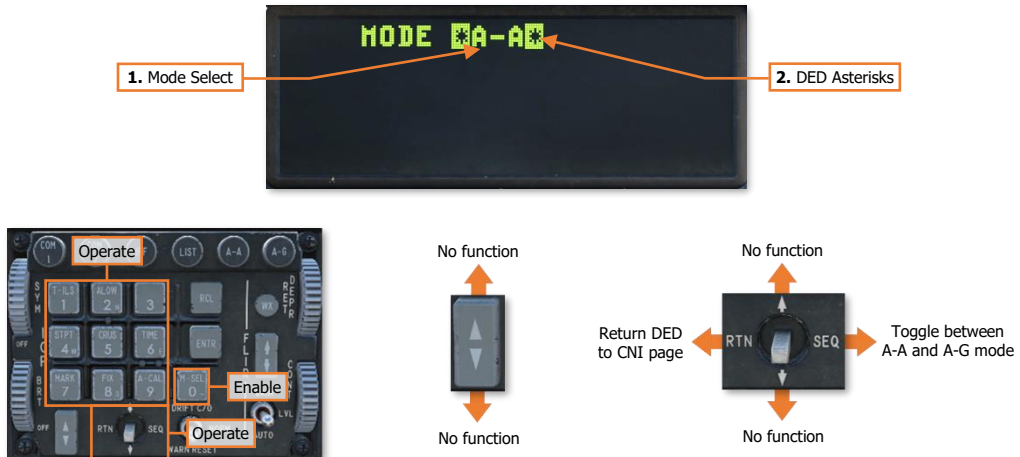 MODE *A-A*
1. Mode Select
2. DED Asterisks
COM 1
Operate
F
LIST
A-A
A-G
SYM
T-ILS 1
ALOW 2 N
3
RCL
WX
RET DEPR
OFF
STPT 4 W
CRUS 5
TIME 6 E
ENTR
BRT
MARK 7
FIX 8 S
A-CAL 9
M-SEL 0
Enable
CONT
DRIFT C/O
LVL
OFF
RTN
SEQ
Operate
AUTO
WARN RESET
No function
No function
No function
Return DED
to CNI page
RTN
SEQ
Toggle between
A-A and A-G mode
No function